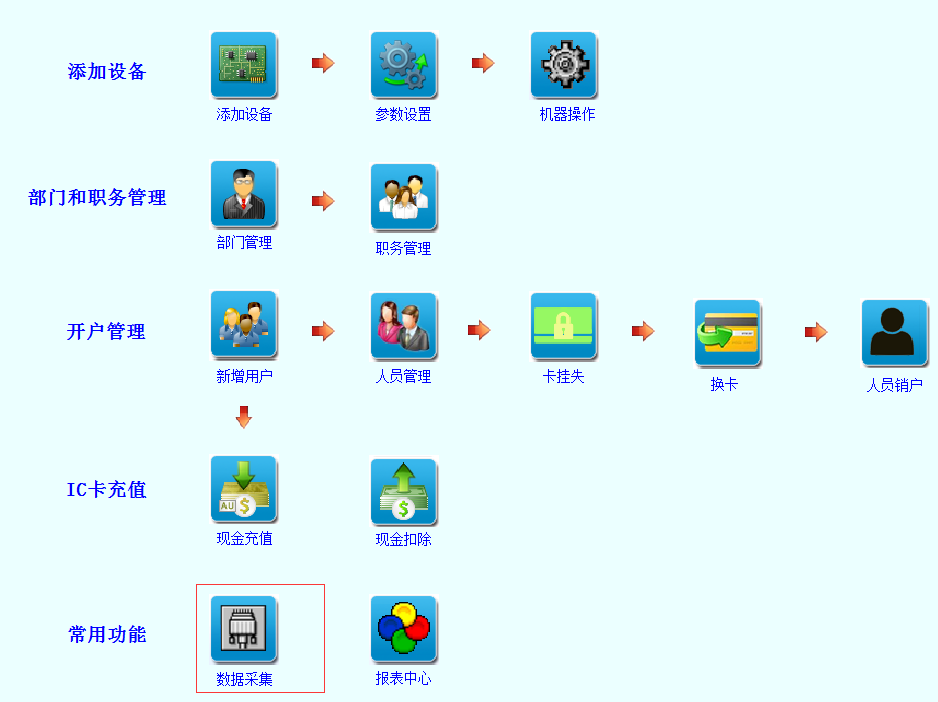 添加设备
添加设备
参数设置
机器操作
部门和职务管理
部门管理
职务管理
开户管理
新增用户
人员管理
卡挂失
换卡
人员销户
IC卡充值
AU
现金充值
现金扣除
常用功能
数据采集
报表中心